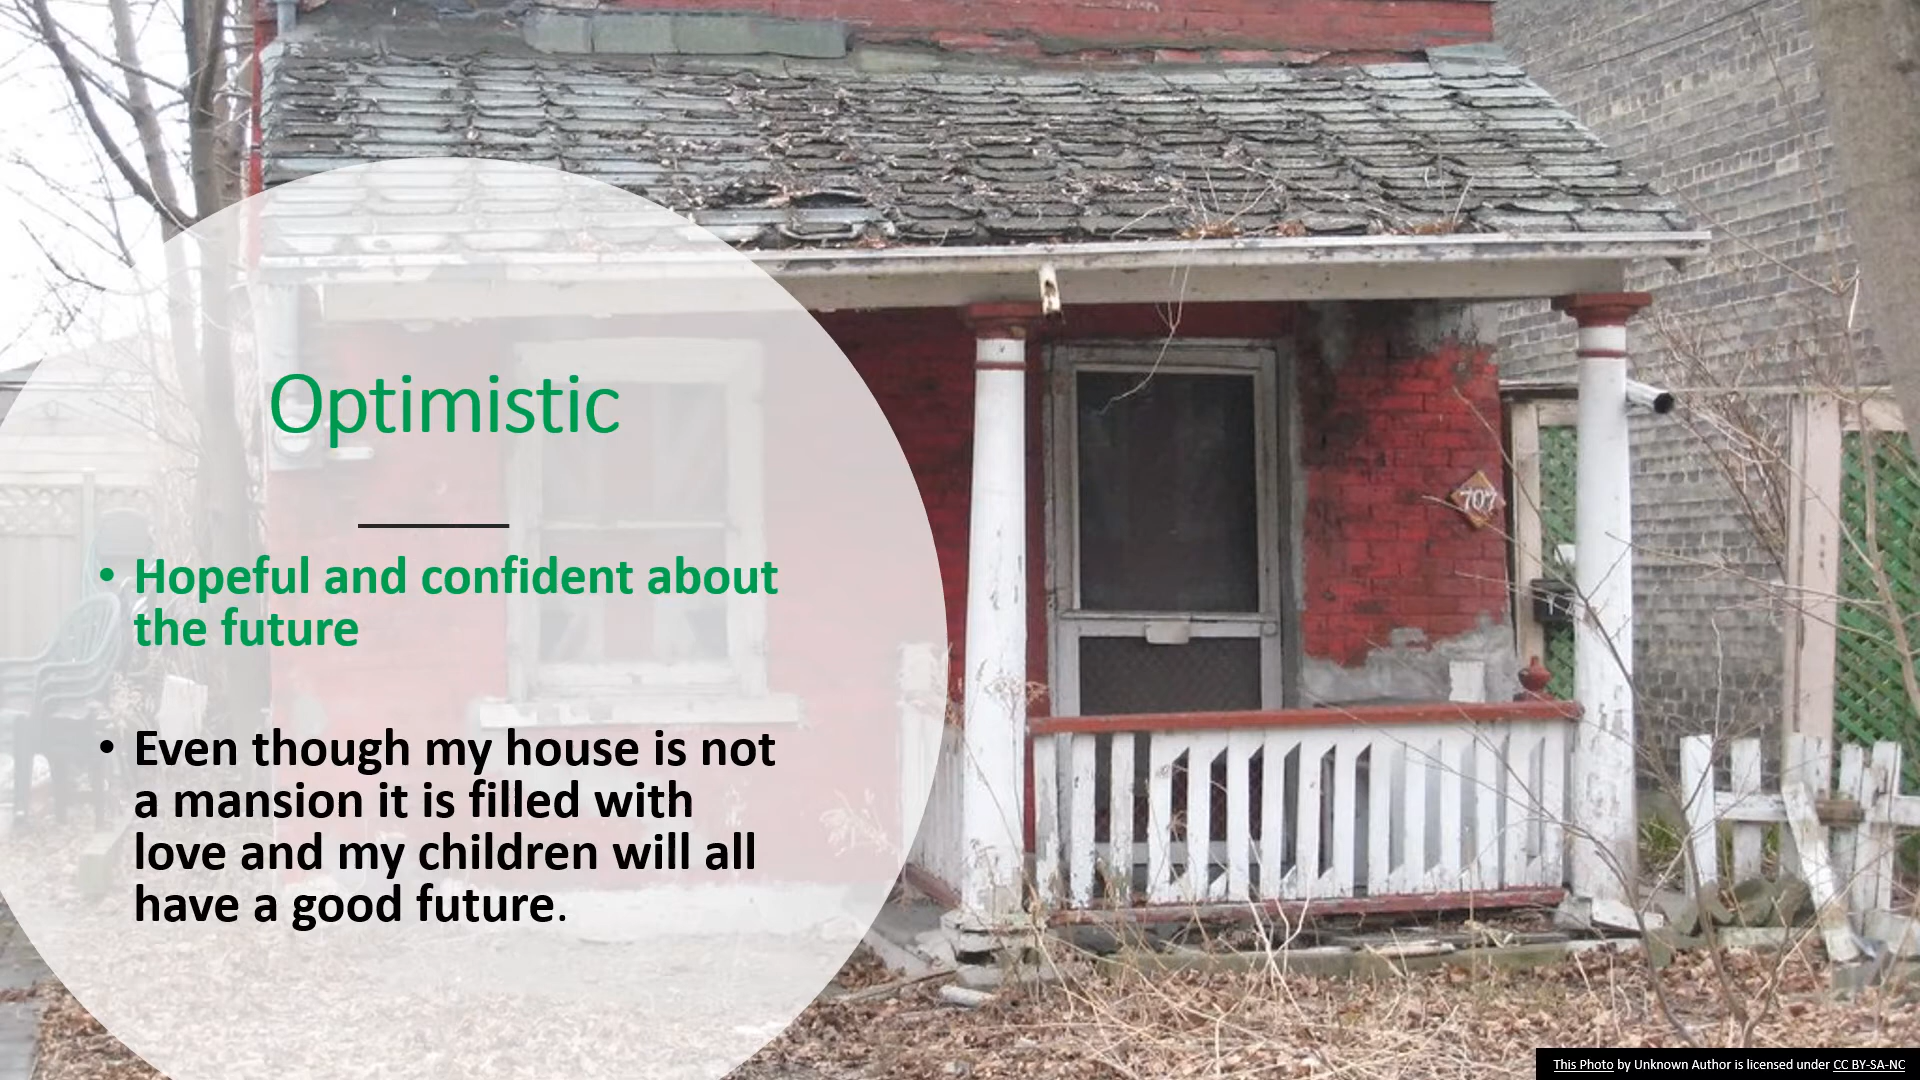 Optimistic
• Hopeful and confident about
the future
• Even though my house is not
a mansion it is filled with
love and my children will all
have a good future.
707
This Photo by Unknown Author is licensed under CC BY-SA-NC